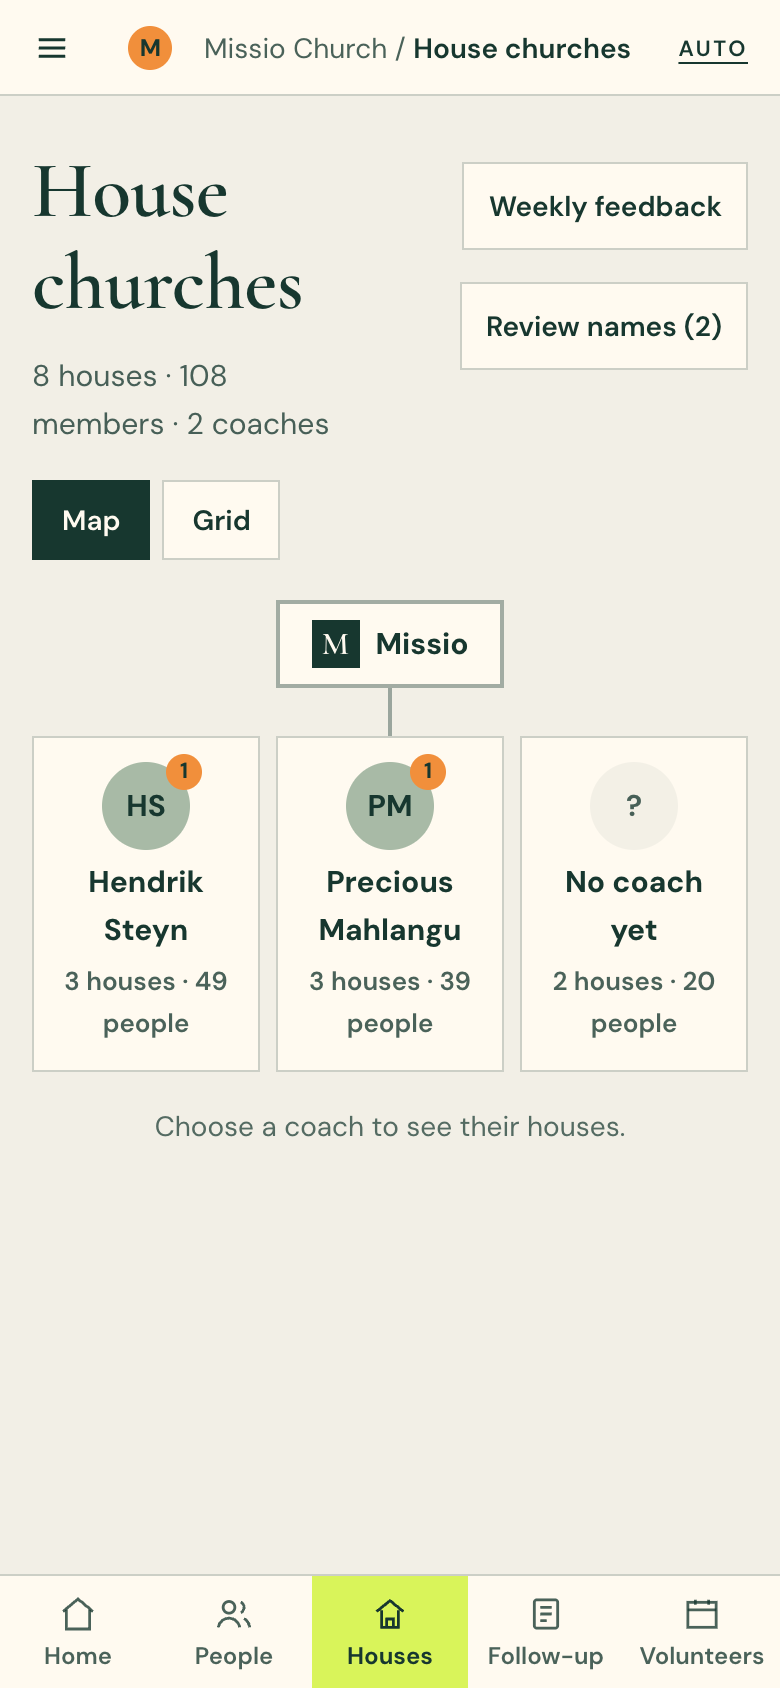 M
Missio Church / House churches
AUTO
House
churches
8 houses · 108
members · 2 coaches
Weekly feedback
Review names (2)
Map
Grid
M Missio
HS
1
Hendrik
Steyn
3 houses · 49
people
PM
1
Precious
Mahlangu
3 houses · 39
people
?
No coach
yet
2 houses · 20
people
Choose a coach to see their houses.
Home
People
Houses
Follow-up
Volunteers